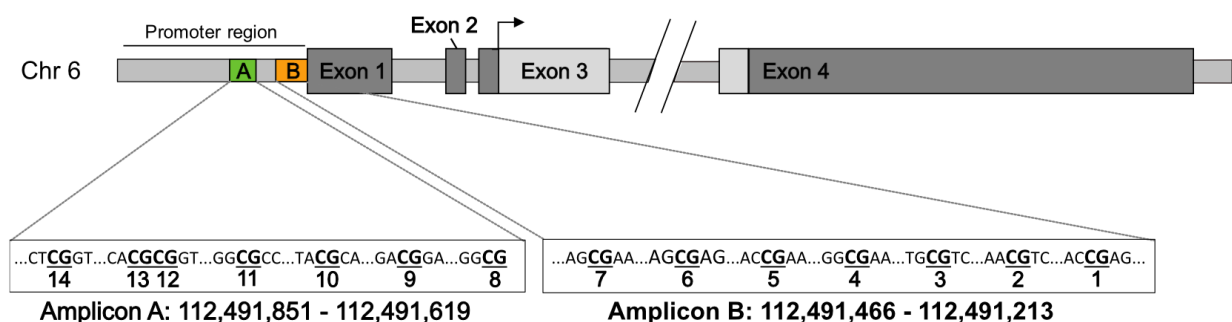 Promoter region
Exon 2
Chr 6
A
B
Exon 1
Exon 3
Exon 4
...CTCGGT...CACGCGGT...GGCGCC...TACGCA...GACGGA...GGCG
14 13 12 11 10 9 8
...AGCGAA...AGCGAG...ACCGAA...GGCGAA...TGCGTC...AACGTC...ACCGAG...
7 6 5 4 3 2 1
Amplicon A: 112,491,851 - 112,491,619
Amplicon B: 112,491,466 - 112,491,213